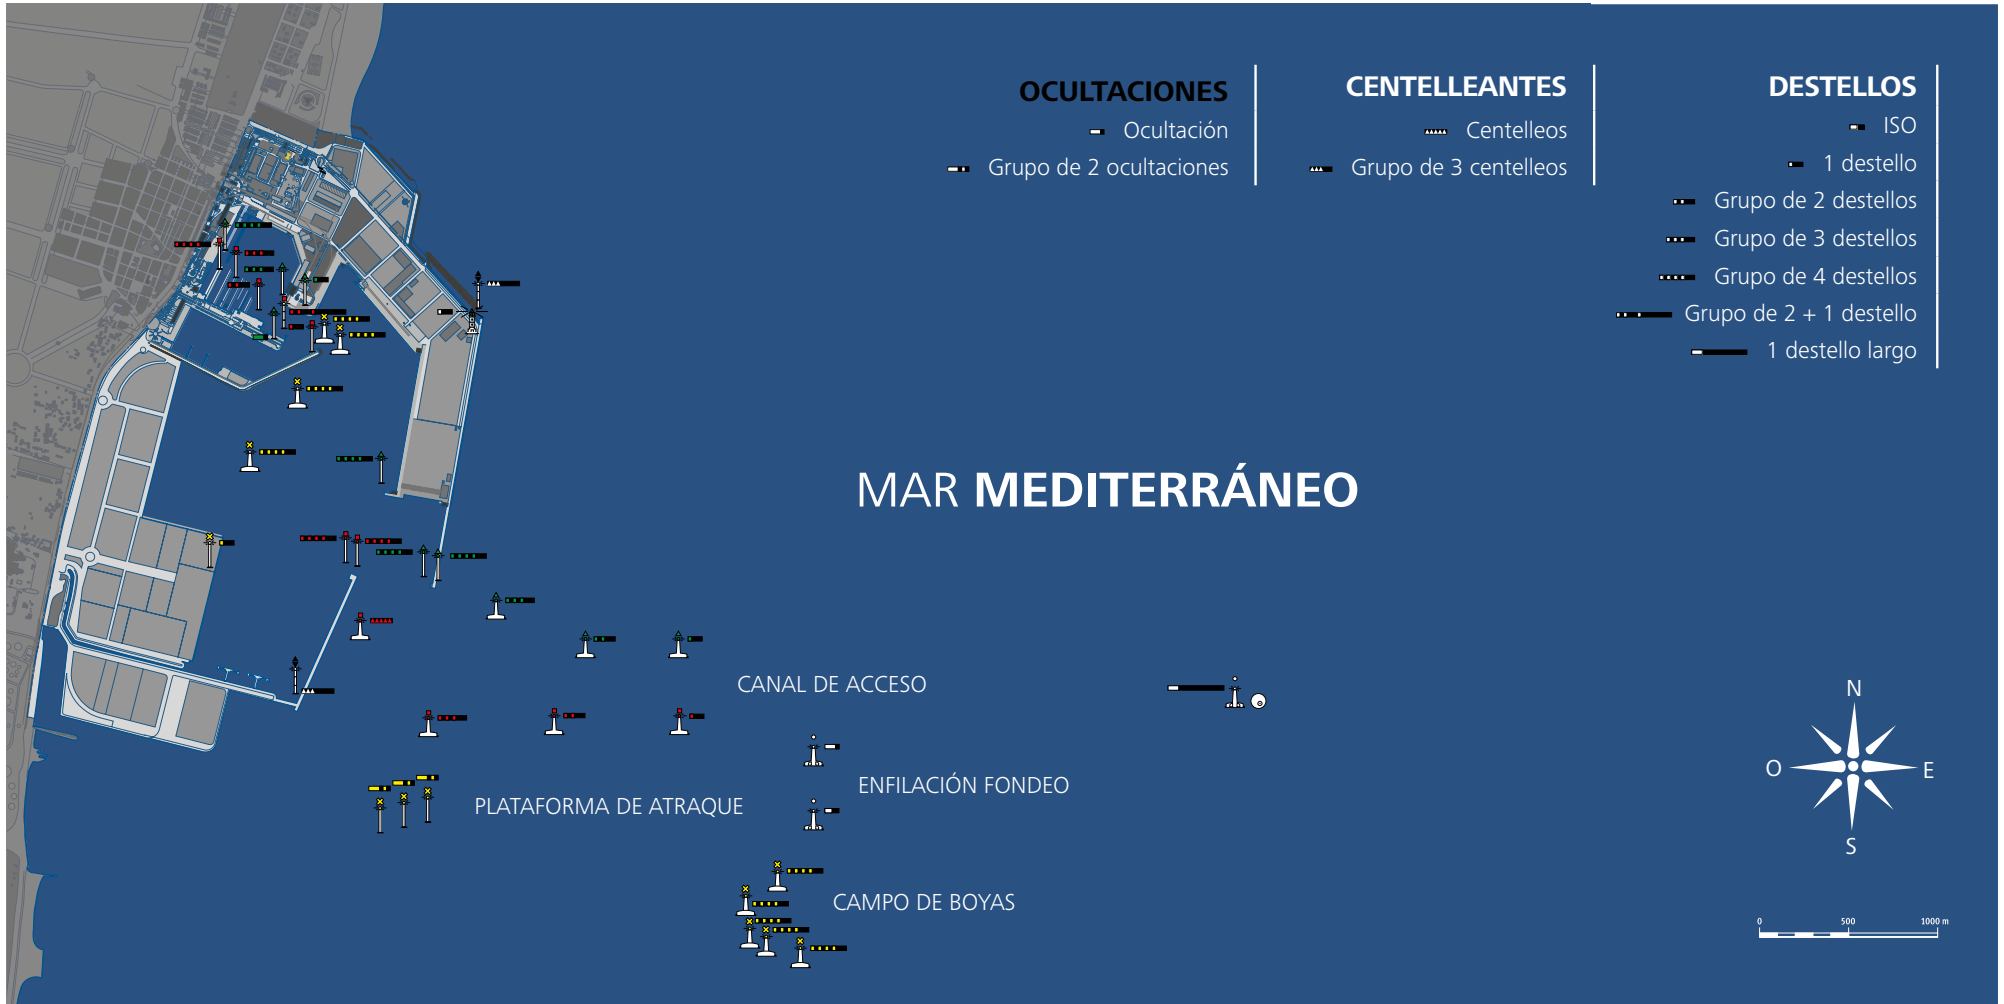 OCULTACIONES
Ocultación
Grupo de 2 ocultaciones
CENTELLEANTES
Centelleos
Grupo de 3 centelleos
DESTELLOS
ISO
1 destello
Grupo de 2 destellos
Grupo de 3 destellos
Grupo de 4 destellos
Grupo de 2 + 1 destello
1 destello largo
MAR MEDITERRÁNEO
CANAL DE ACCESO
ENFILACIÓN FONDEO
PLATAFORMA DE ATRAQUE
CAMPO DE BOYAS
N
O
E
S
0 500 1000 m